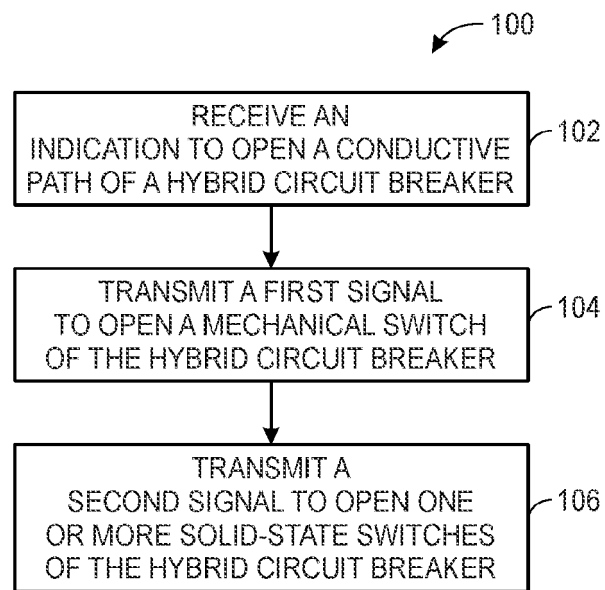 100
RECEIVE AN
INDICATION TO OPEN A CONDUCTIVE
PATH OF A HYBRID CIRCUIT BREAKER
102
TRANSMIT A FIRST SIGNAL
TO OPEN A MECHANICAL SWITCH
OF THE HYBRID CIRCUIT BREAKER
104
TRANSMIT A
SECOND SIGNAL TO OPEN ONE
OR MORE SOLID-STATE SWITCHES
OF THE HYBRID CIRCUIT BREAKER
106